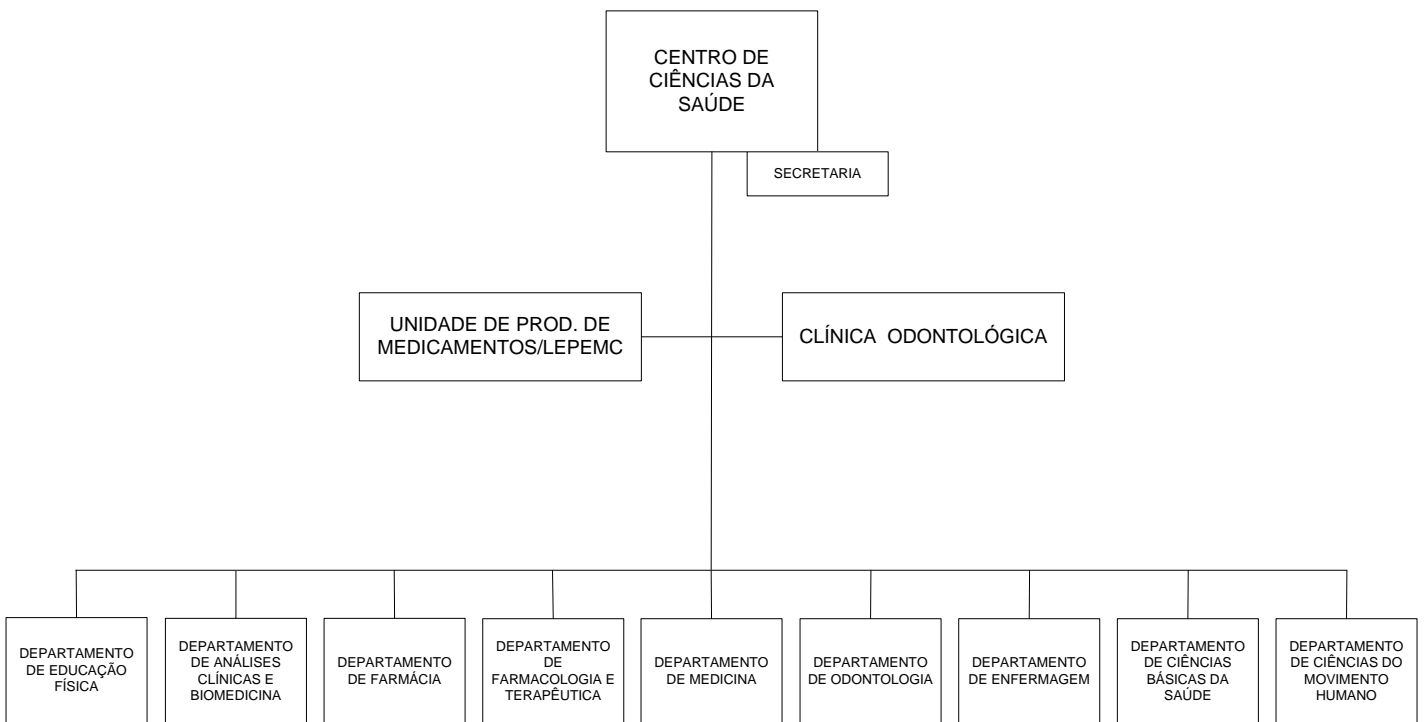 CENTRO DE
CIÊNCIAS DA
SAÚDE
SECRETARIA
UNIDADE DE PROD. DE
MEDICAMENTOS/LEPEMC
CLÍNICA ODONTOLÓGICA
DEPARTAMENTO
DE EDUCAÇÃO
FÍSICA
DEPARTAMENTO
DE ANÁLISES
CLÍNICAS E
BIOMEDICINA
DEPARTAMENTO
DE FARMÁCIA
DEPARTAMENTO
DE
FARMACOLOGIA E
TERAPÊUTICA
DEPARTAMENTO
DE MEDICINA
DEPARTAMENTO
DE ODONTOLOGIA
DEPARTAMENTO
DE ENFERMAGEM
DEPARTAMENTO
DE CIÊNCIAS
BÁSICAS DA
SAÚDE
DEPARTAMENTO
DE CIÊNCIAS DO
MOVIMENTO
HUMANO